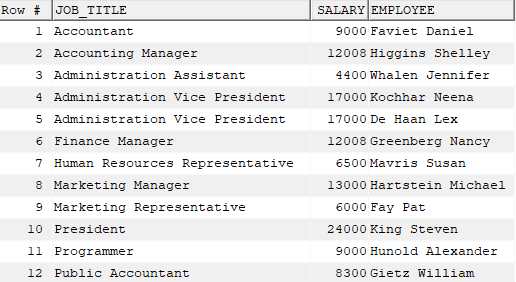 Row # JOB_TITLE SALARY EMPLOYEE
1 Accountant 9000 Faviet Daniel
2 Accounting Manager 12008 Higgins Shelley
3 Administration Assistant 4400 Whalen Jennifer
4 Administration Vice President 17000 Kochhar Neena
5 Administration Vice President 17000 De Haan Lex
6 Finance Manager 12008 Greenberg Nancy
7 Human Resources Representative 6500 Mavris Susan
8 Marketing Manager 13000 Hartstein Michael
9 Marketing Representative 6000 Fay Pat
10 President 24000 King Steven
11 Programmer 9000 Hunold Alexander
12 Public Accountant 8300 Gietz William